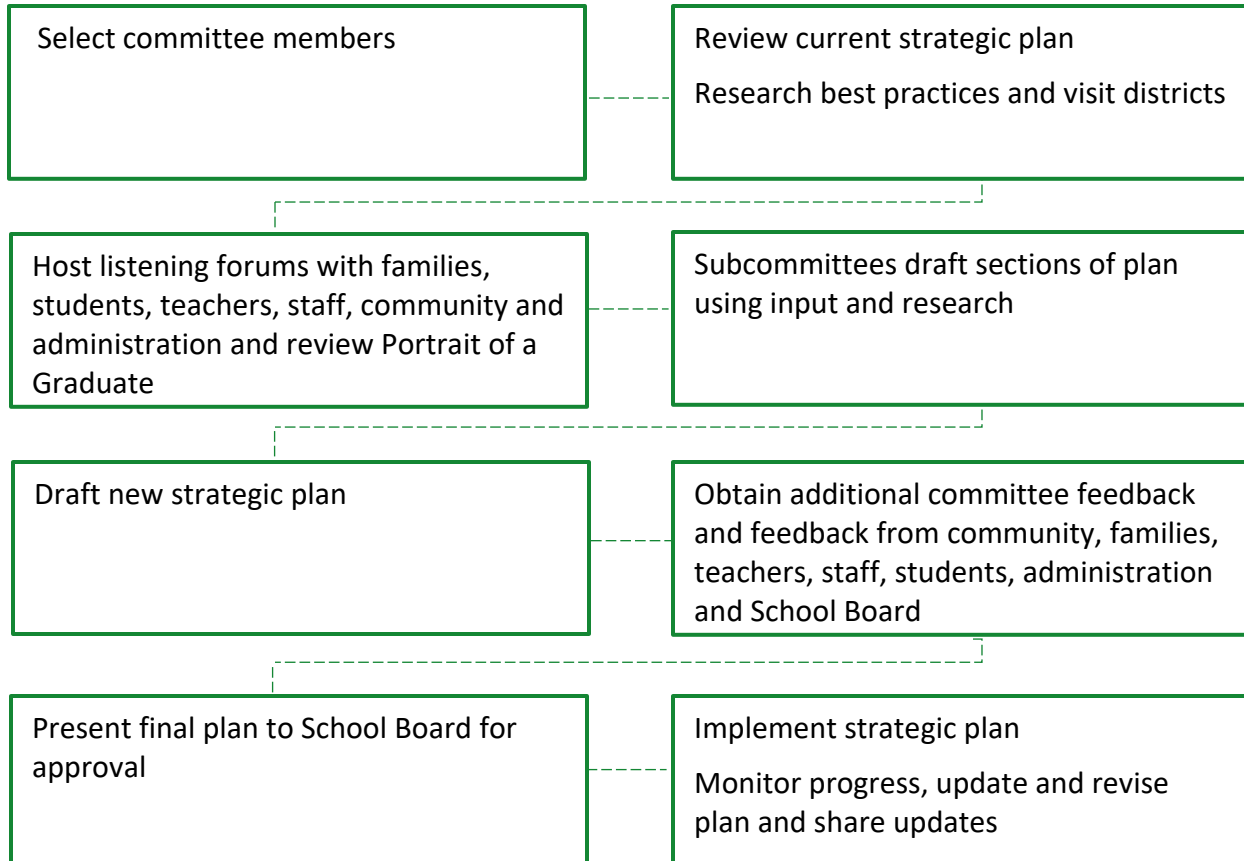 Select committee members
Review current strategic plan
Research best practices and visit districts
Host listening forums with families,
students, teachers, staff, community and
administration and review Portrait of a
Graduate
Subcommittees draft sections of plan
using input and research
Draft new strategic plan
Obtain additional committee feedback
and feedback from community, families,
teachers, staff, students, administration
and School Board
Present final plan to School Board for
approval
Implement strategic plan
Monitor progress, update and revise
plan and share updates